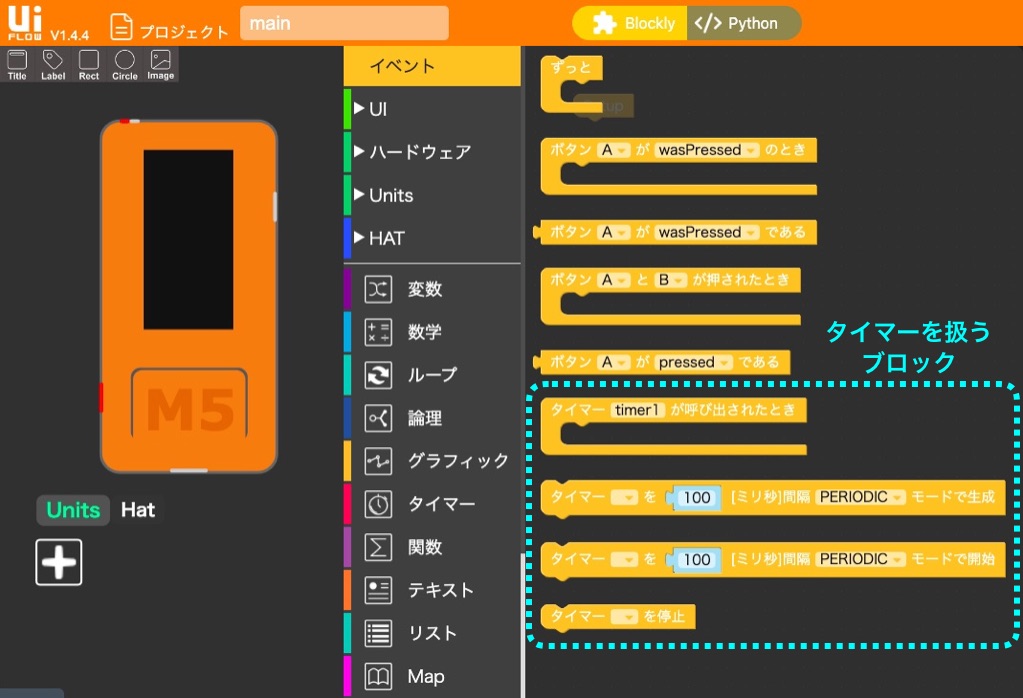 Ui
FLOW V1.4.4
プロジェクト
main
Blockly
</> Python
Title
Label
Rect
Circle
Image
M5
Units
Hat
イベント
UI
ハードウェア
Units
HAT
変数
数学
ループ
論理
グラフィック
タイマー
関数
テキスト
リスト
Map
ずっと
up
ボタン A が wasPressed のとき
ボタン A が wasPressed である
ボタン A と B が押されたとき
ボタン A が pressed である
タイマーを扱う
ブロック
タイマー timer1 が呼び出されたとき
タイマー を 100 [ミリ秒]間隔 PERIODIC モードで生成
タイマー を 100 [ミリ秒]間隔 PERIODIC モードで開始
タイマー を停止